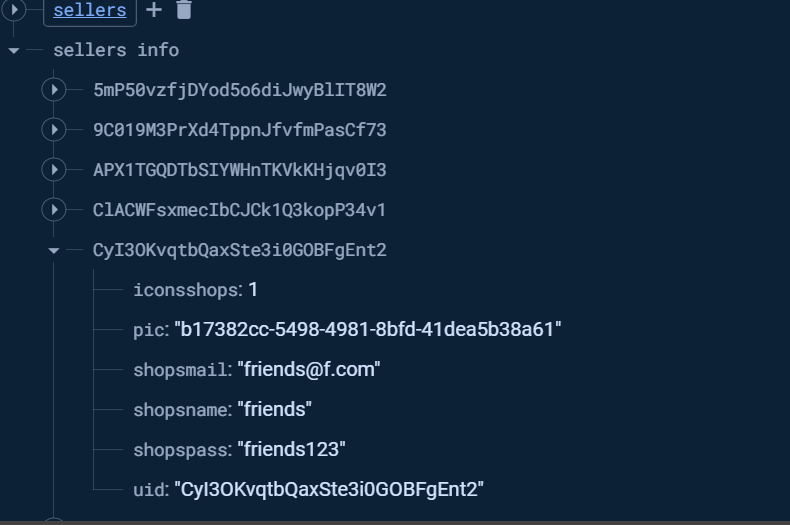 sellers
sellers info
5mP50vzfjDYod5o6diJwyBlIT8W2
9C019M3PrXd4TppnJfvfmPasCf73
APX1TGQDTbSIYWHnTKVkKHjqv0I3
ClACWFsxmecIbCJCk1Q3kopP34v1
CyI3OKvqtbQaxSte3i0GOBFgEnt2
iconsshops: 1
pic: "b17382cc-5498-4981-8bfd-41dea5b38a61"
shopsmail: "friends@f.com"
shopsname: "friends"
shopspass: "friends123"
uid: "CyI3OKvqtbQaxSte3i0GOBFgEnt2"